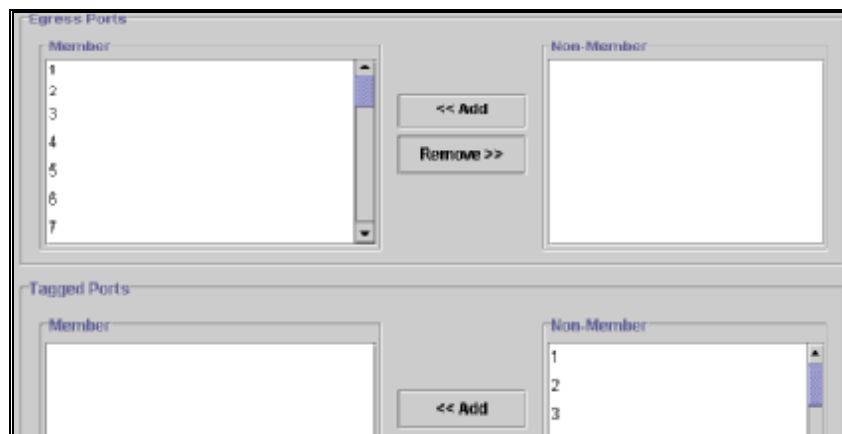 Egress Ports
Member
1
2
3
4
5
6
7
<< Add
Remove >>
Non-Member
Tagged Ports
Member
<< Add
Non-Member
1
2
3